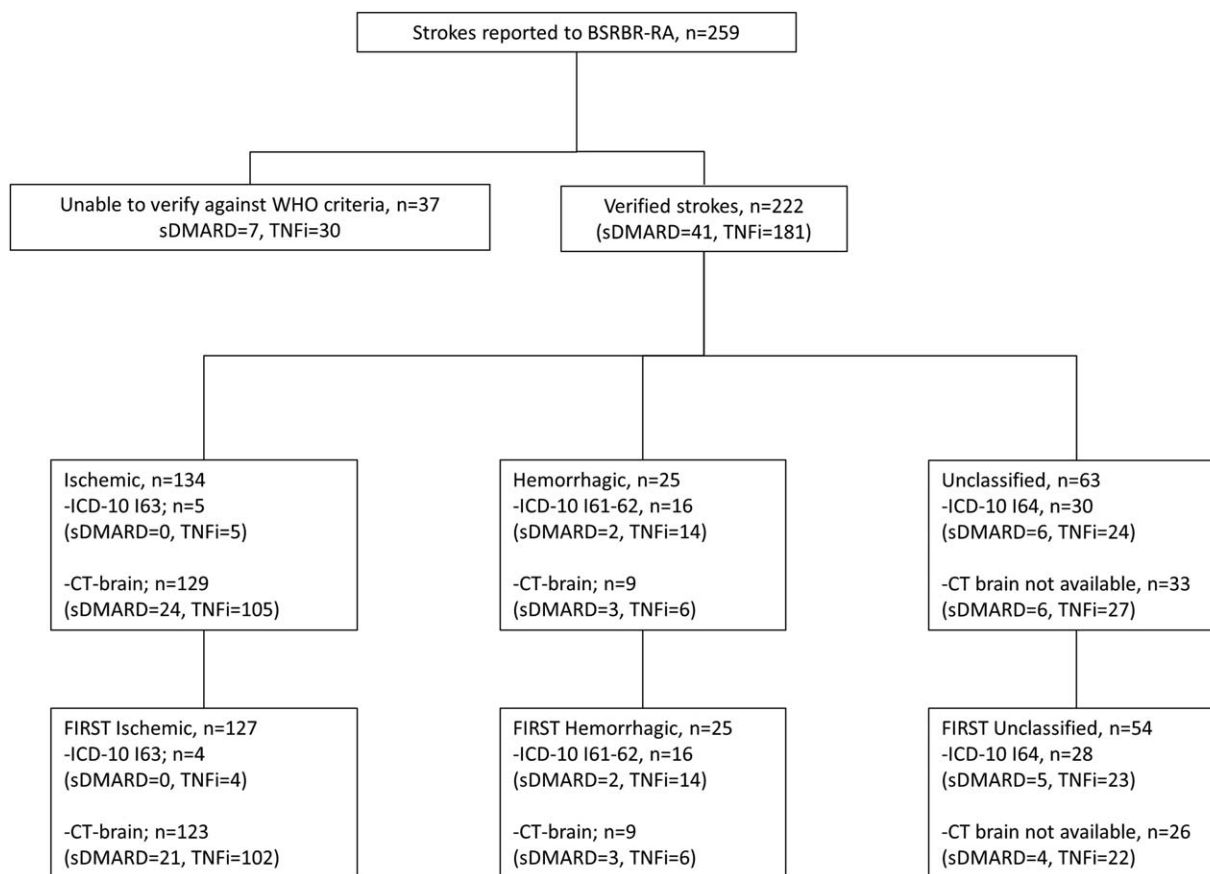 Strokes reported to BSRBR-RA, n=259
Unable to verify against WHO criteria, n=37
sDMARD=7, TNFi=30
Verified strokes, n=222
(sDMARD=41, TNFi=181)
Ischemic, n=134
-ICD-10 I63; n=5
(sDMARD=0, TNFi=5)
-CT-brain; n=129
(sDMARD=24, TNFi=105)
Hemorrhagic, n=25
-ICD-10 I61-62, n=16
(sDMARD=2, TNFi=14)
-CT-brain; n=9
(sDMARD=3, TNFi=6)
Unclassified, n=63
-ICD-10 I64, n=30
(sDMARD=6, TNFi=24)
-CT brain not available, n=33
(sDMARD=6, TNFi=27)
FIRST Ischemic, n=127
-ICD-10 I63; n=4
(sDMARD=0, TNFi=4)
-CT-brain; n=123
(sDMARD=21, TNFi=102)
FIRST Hemorrhagic, n=25
-ICD-10 I61-62, n=16
(sDMARD=2, TNFi=14)
-CT-brain; n=9
(sDMARD=3, TNFi=6)
FIRST Unclassified, n=54
-ICD-10 I64, n=28
(sDMARD=5, TNFi=23)
-CT brain not available, n=26
(sDMARD=4, TNFi=22)